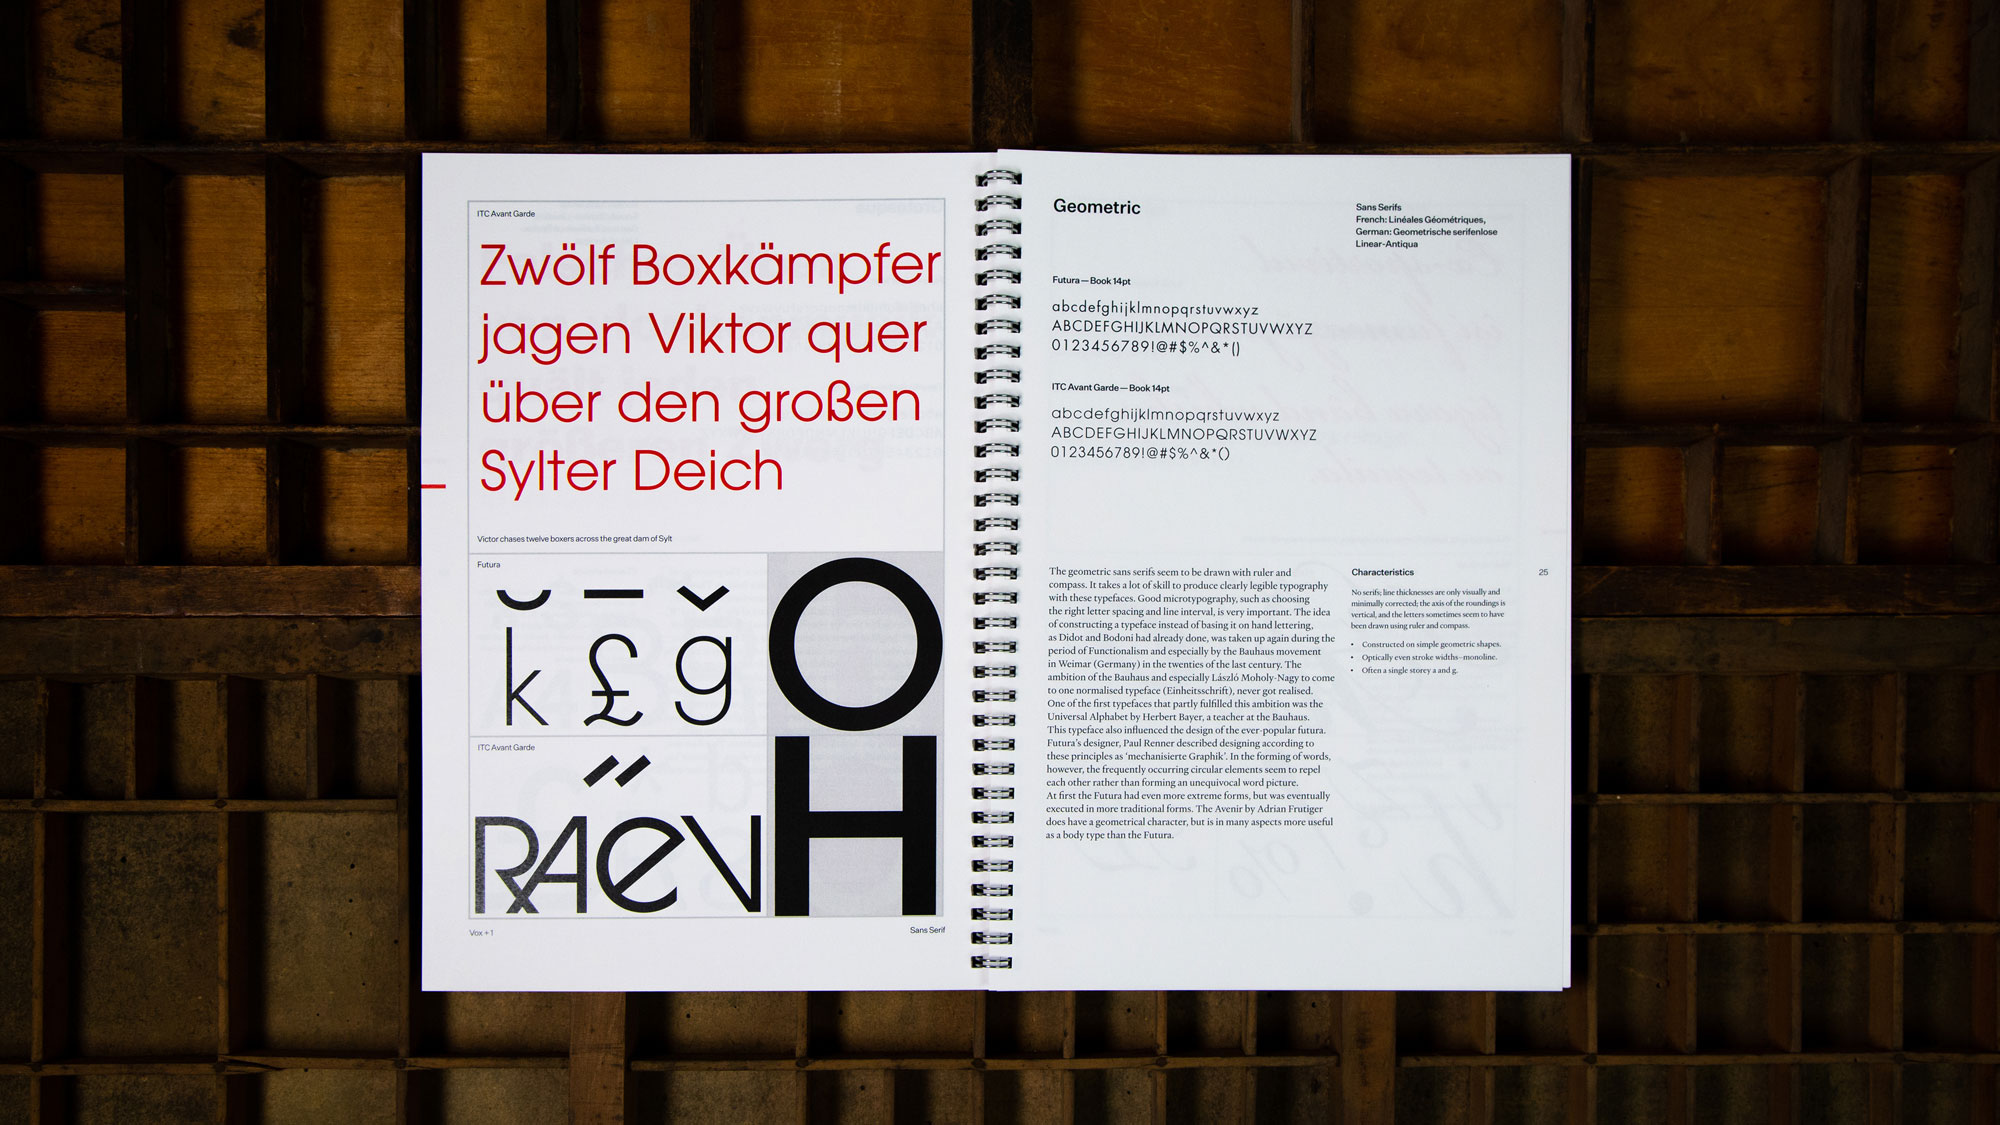 ITC Avant Garde
Zwölf Boxkämpfer
jagen Viktor quer
über den großen
Sylter Deich
Victor chases twelve boxers across the great dam of Sylt
Futura
k £ ğ
ITC Avant Garde
RAeV
O
H
Vox + 1
Sans Serif
Geometric
Sans Serifs
French: Linéales Géométriques,
German: Geometrische serifenlose
Linear-Antiqua
Futura — Book 14pt
abcdefghijklmnopqrstuvwxyz
ABCDEFGHIJKLMNOPQRSTUVWXYZ
0123456789!@#$%^&*()
ITC Avant Garde — Book 14pt
abcdefghijklmnopqrstuvwxyz
ABCDEFGHIJKLMNOPQRSTUVWXYZ
0123456789!@#$%^&*()
The geometric sans serifs seem to be drawn with ruler and
compass. It takes a lot of skill to produce clearly legible typography
with these typefaces. Good microtypography, such as choosing
the right letter spacing and line interval, is very important. The idea
of constructing a typeface instead of basing it on hand lettering,
as Didot and Bodoni had already done, was taken up again during the
period of Functionalism and especially by the Bauhaus movement
in Weimar (Germany) in the twenties of the last century. The
ambition of the Bauhaus and especially László Moholy-Nagy to come
to one normalised typeface (Einheitsschrift), never got realised.
One of the first typefaces that partly fulfilled this ambition was the
Universal Alphabet by Herbert Bayer, a teacher at the Bauhaus.
This typeface also influenced the design of the ever-popular futura.
Futura's designer, Paul Renner described designing according to
these principles as 'mechanisierte Graphik'. In the forming of words,
however, the frequently occurring circular elements seem to repel
each other rather than forming an unequivocal word picture.
At first the Futura had even more extreme forms, but was eventually
executed in more traditional forms. The Avenir by Adrian Frutiger
does have a geometrical character, but is in many aspects more useful
as a body type than the Futura.
Characteristics
25
No serifs; line thicknesses are only visually and
minimally corrected; the axis of the roundings is
vertical, and the letters sometimes seem to have
been drawn using ruler and compass.
• Constructed on simple geometric shapes.
• Optically even stroke widths–monoline.
• Often a single storey a and g.